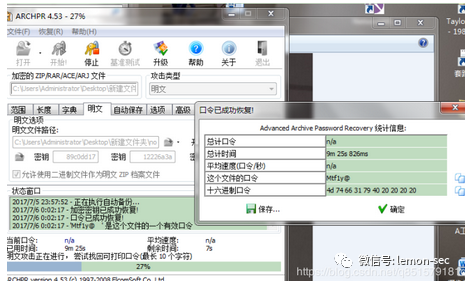 ARCHPR 4.53 - 27%
文件(F) 恢复(R) 帮助(H)
打开 开始! 停止 基准测试 升级 帮助 关于 退出
加密的 ZIP/RAR/ACE/ARJ 文件
攻击类型
C:\Users\Administrator\Desktop\新建文件夹
明文
范围 长度 字典 明文 自动保存 选项 高级
明文选项
明文文件路径:
C:\Users\Administrator\Desktop\新建文件夹\no
密钥 89c0dd17 密钥 12226a3a
允许使用二进制文件作为明文 ZIP 档案文件
状态窗口
2017/7/5 23:57:52 - 正在执行自动备份...
2017/7/6 0:02:17 - 加密密钥已成功恢复!
2017/7/6 0:02:17 - 口令已成功恢复!
2017/7/6 0:02:17 - 'Mtf1y@ ' 是这个文件的一个有效口令
当前口令: n/a 平均速度: n/a
已用时间: 9m 25s 剩余时间: 7s
明文攻击正在进行，尝试找回可打印口令(最长 10 个字符)
27%
ARCHPR version 4.53 (c) 1997-2008 ElcomSoft Co. Ltd.
口令已成功恢复!
Advanced Archive Password Recovery 统计信息:
总计口令 n/a
总计时间 9m 25s 826ms
平均速度(口令/秒) n/a
这个文件的口令 Mtf1y@
十六进制口令 4d 74 66 31 79 40 20 20 20 20
保存... 确定
Taylo
微信号: lemon-sec